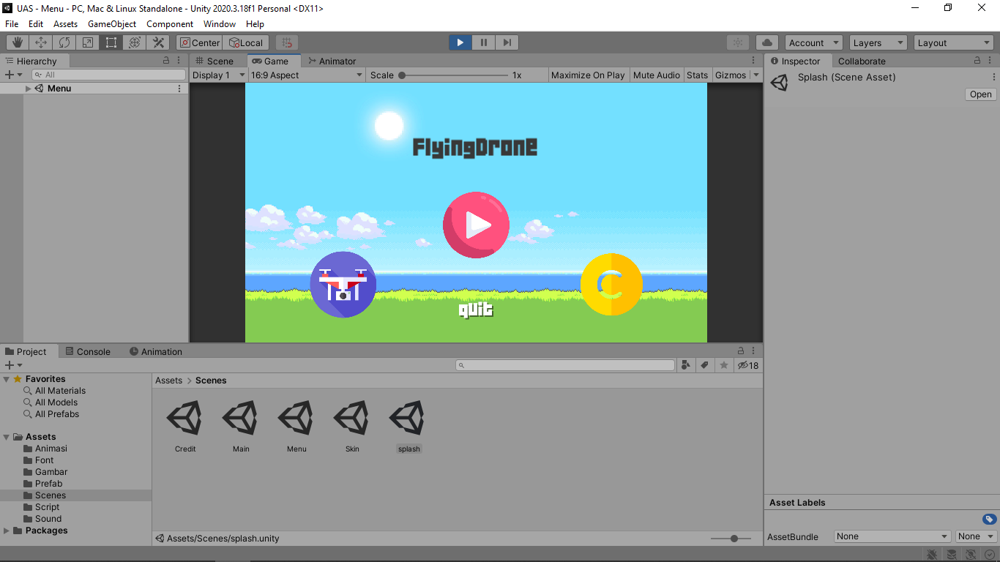 UAS - Menu - PC, Mac & Linux Standalone - Unity 2020.3.18f1 Personal <DX11>
File Edit Assets GameObject Component Window Help
Center Local Account Layers Layout
Hierarchy
All
Menu
Scene Game Animator
Display 1 16:9 Aspect Scale 1x Maximize On Play Mute Audio Stats Gizmos
FlyingDrone
C
quit
Inspector Collaborate
Splash (Scene Asset)
Open
Project Console Animation
18
Favorites
All Materials
All Models
All Prefabs
Assets
Animasi
Font
Gambar
Prefab
Scenes
Script
Sound
Packages
Assets > Scenes
Credit Main Menu Skin splash
Assets/Scenes/splash.unity
Asset Labels
AssetBundle None None